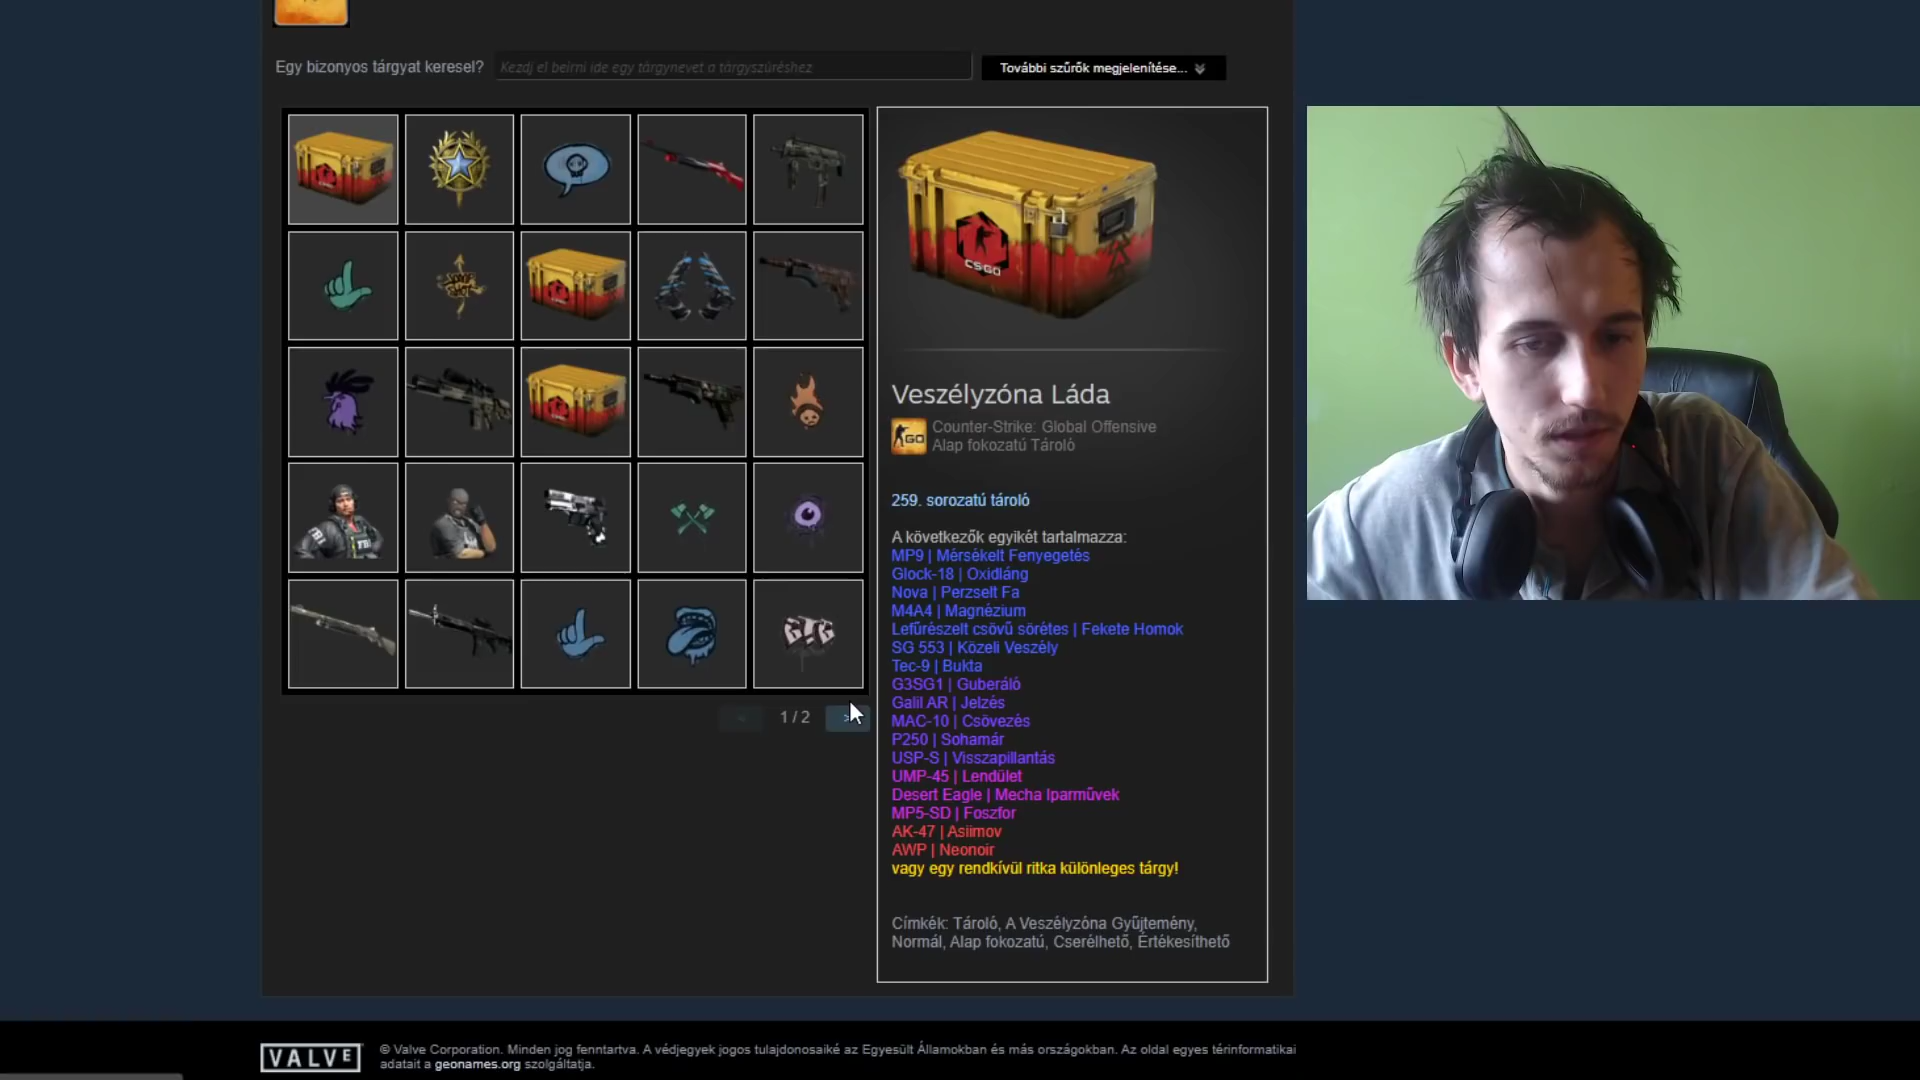 Egy bizonyos tárgyat keresel?
Kezdj el beírni ide egy tárgynevet a tárgyszűréshez
További szűrők megjelenítése...
CS:GO
Veszélyzóna Láda
GO
Counter-Strike: Global Offensive
Alap fokozatú Tároló
259. sorozatú tároló
A következők egyikét tartalmazza:
MP9 | Mérsékelt Fenyegetés
Glock-18 | Oxidláng
Nova | Perzselt Fa
M4A4 | Magnézium
Lefűrészelt csövű sörétes | Fekete Homok
SG 553 | Közeli Veszély
Tec-9 | Bukta
G3SG1 | Guberáló
Galil AR | Jelzés
MAC-10 | Csövezés
P250 | Sohamár
USP-S | Visszapillantás
UMP-45 | Lendület
Desert Eagle | Mecha Iparművek
MP5-SD | Foszfor
AK-47 | Asiimov
AWP | Neonoir
vagy egy rendkívül ritka különleges tárgy!
Címkék: Tároló, A Veszélyzóna Gyűjtemény,
Normál, Alap fokozatú, Cserélhető, Értékesíthető
1 / 2
VALVE
© Valve Corporation. Minden jog fenntartva. A védjegyek jogos tulajdonosaiké az Egyesült Államokban és más országokban. Az oldal egyes térinformatikai
adatait a geonames.org szolgáltatja.